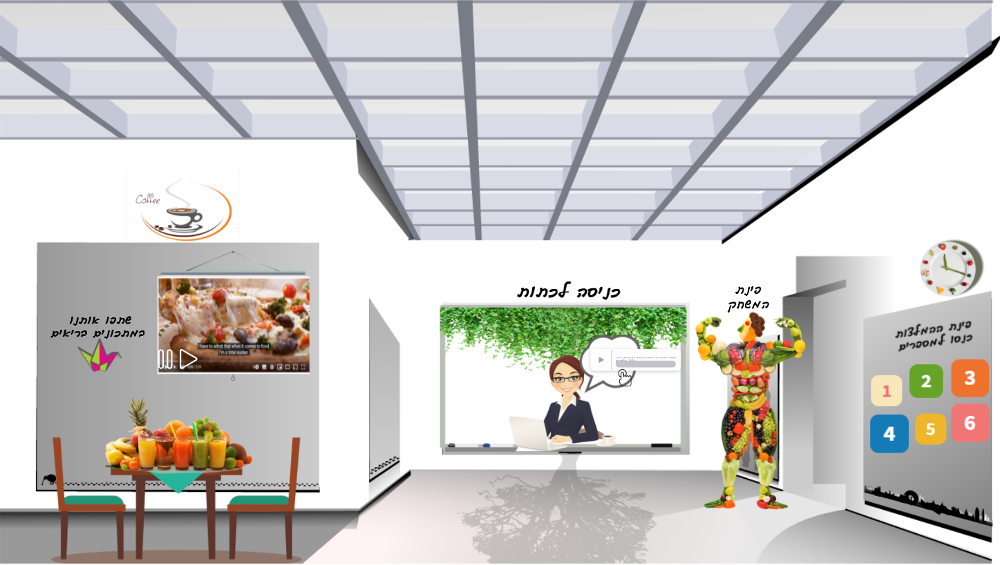 Coffee
שתפו אותנו
במתכונים בריאים
I have to admit that when it comes to food,
I'm a total sucker.
כניסה לכתות
פינת
המשחק
פינת ההמלצות
כנסו למספרים
1
2
3
4
5
6